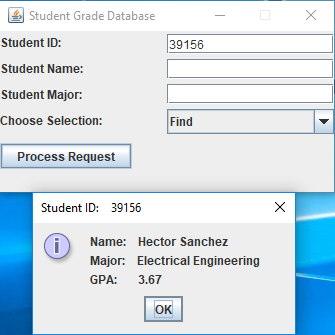 Student Grade Database
Student ID: 39156
Student Name:
Student Major:
Choose Selection: Find
Process Request
Student ID: 39156
Name: Hector Sanchez
Major: Electrical Engineering
GPA: 3.67
OK